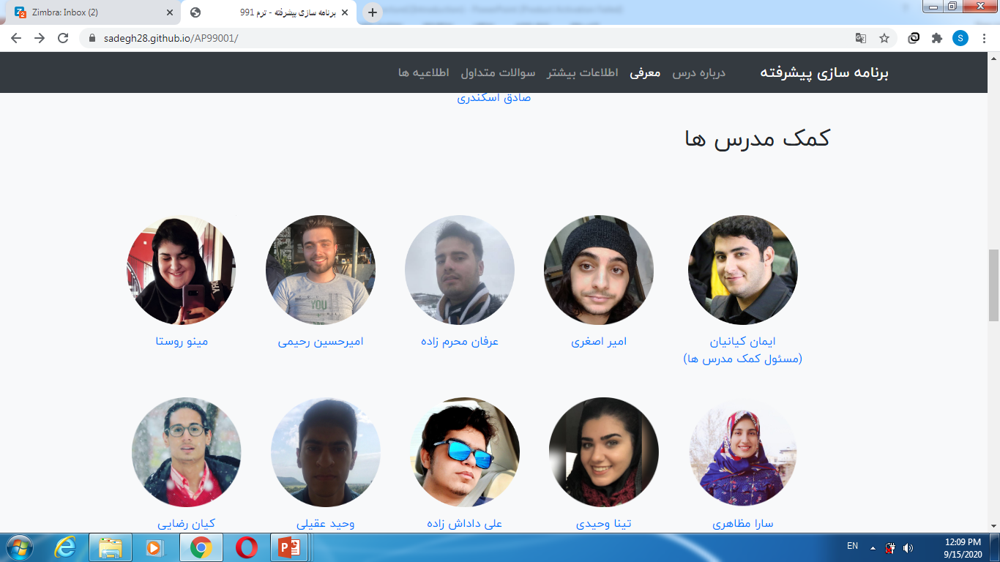 Zimbra: Inbox (2)
برنامه سازی پیشرفته - ترم 991
sadegh28.github.io/AP99001/
S
برنامه سازی پیشرفته
درباره درس
معرفی
اطلاعات بیشتر
سوالات متداول
اطلاعیه ها
صادق اسکندری
کمک مدرس ها
YOU
ایمان کیانیان
(مسئول کمک مدرس ها)
امیر اصغری
عرفان محرم زاده
امیرحسین رحیمی
مینو روستا
سارا مظاهری
تینا وحیدی
علی داداش زاده
وحید عقیلی
کیان رضایی
EN
12:09 PM
9/15/2020